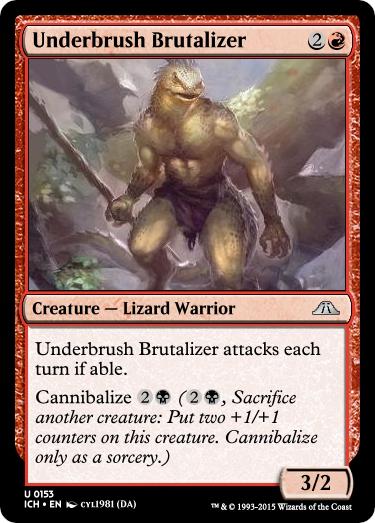 Underbrush Brutalizer 2
Creature — Lizard Warrior
Underbrush Brutalizer attacks each
turn if able.
Cannibalize 2 (2, Sacrifice
another creature: Put two +1/+1
counters on this creature. Cannibalize
only as a sorcery.)
3/2
U 0153
ICH • EN CYL1981 (DA)
™ & © 1993-2015 Wizards of the Coast